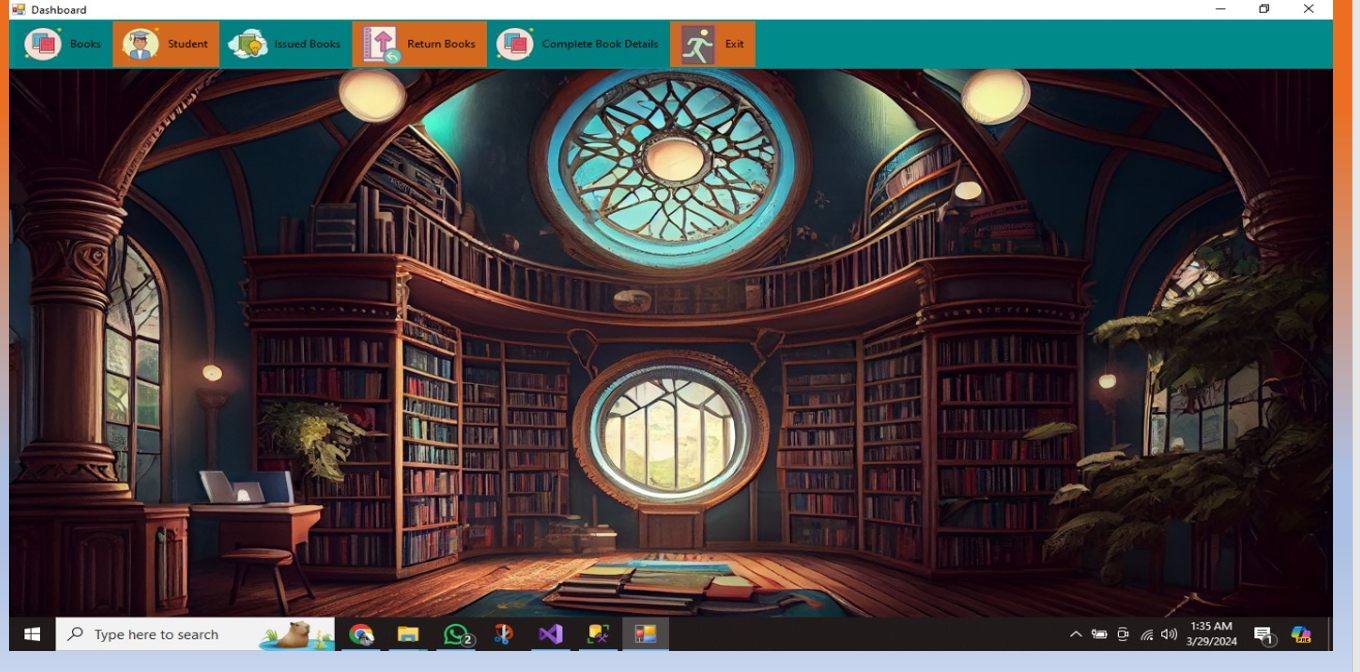 Dashboard
Books Student Issued Books Return Books Complete Book Details Exit
Type here to search
2
1:35 AM
3/29/2024
1
PRE